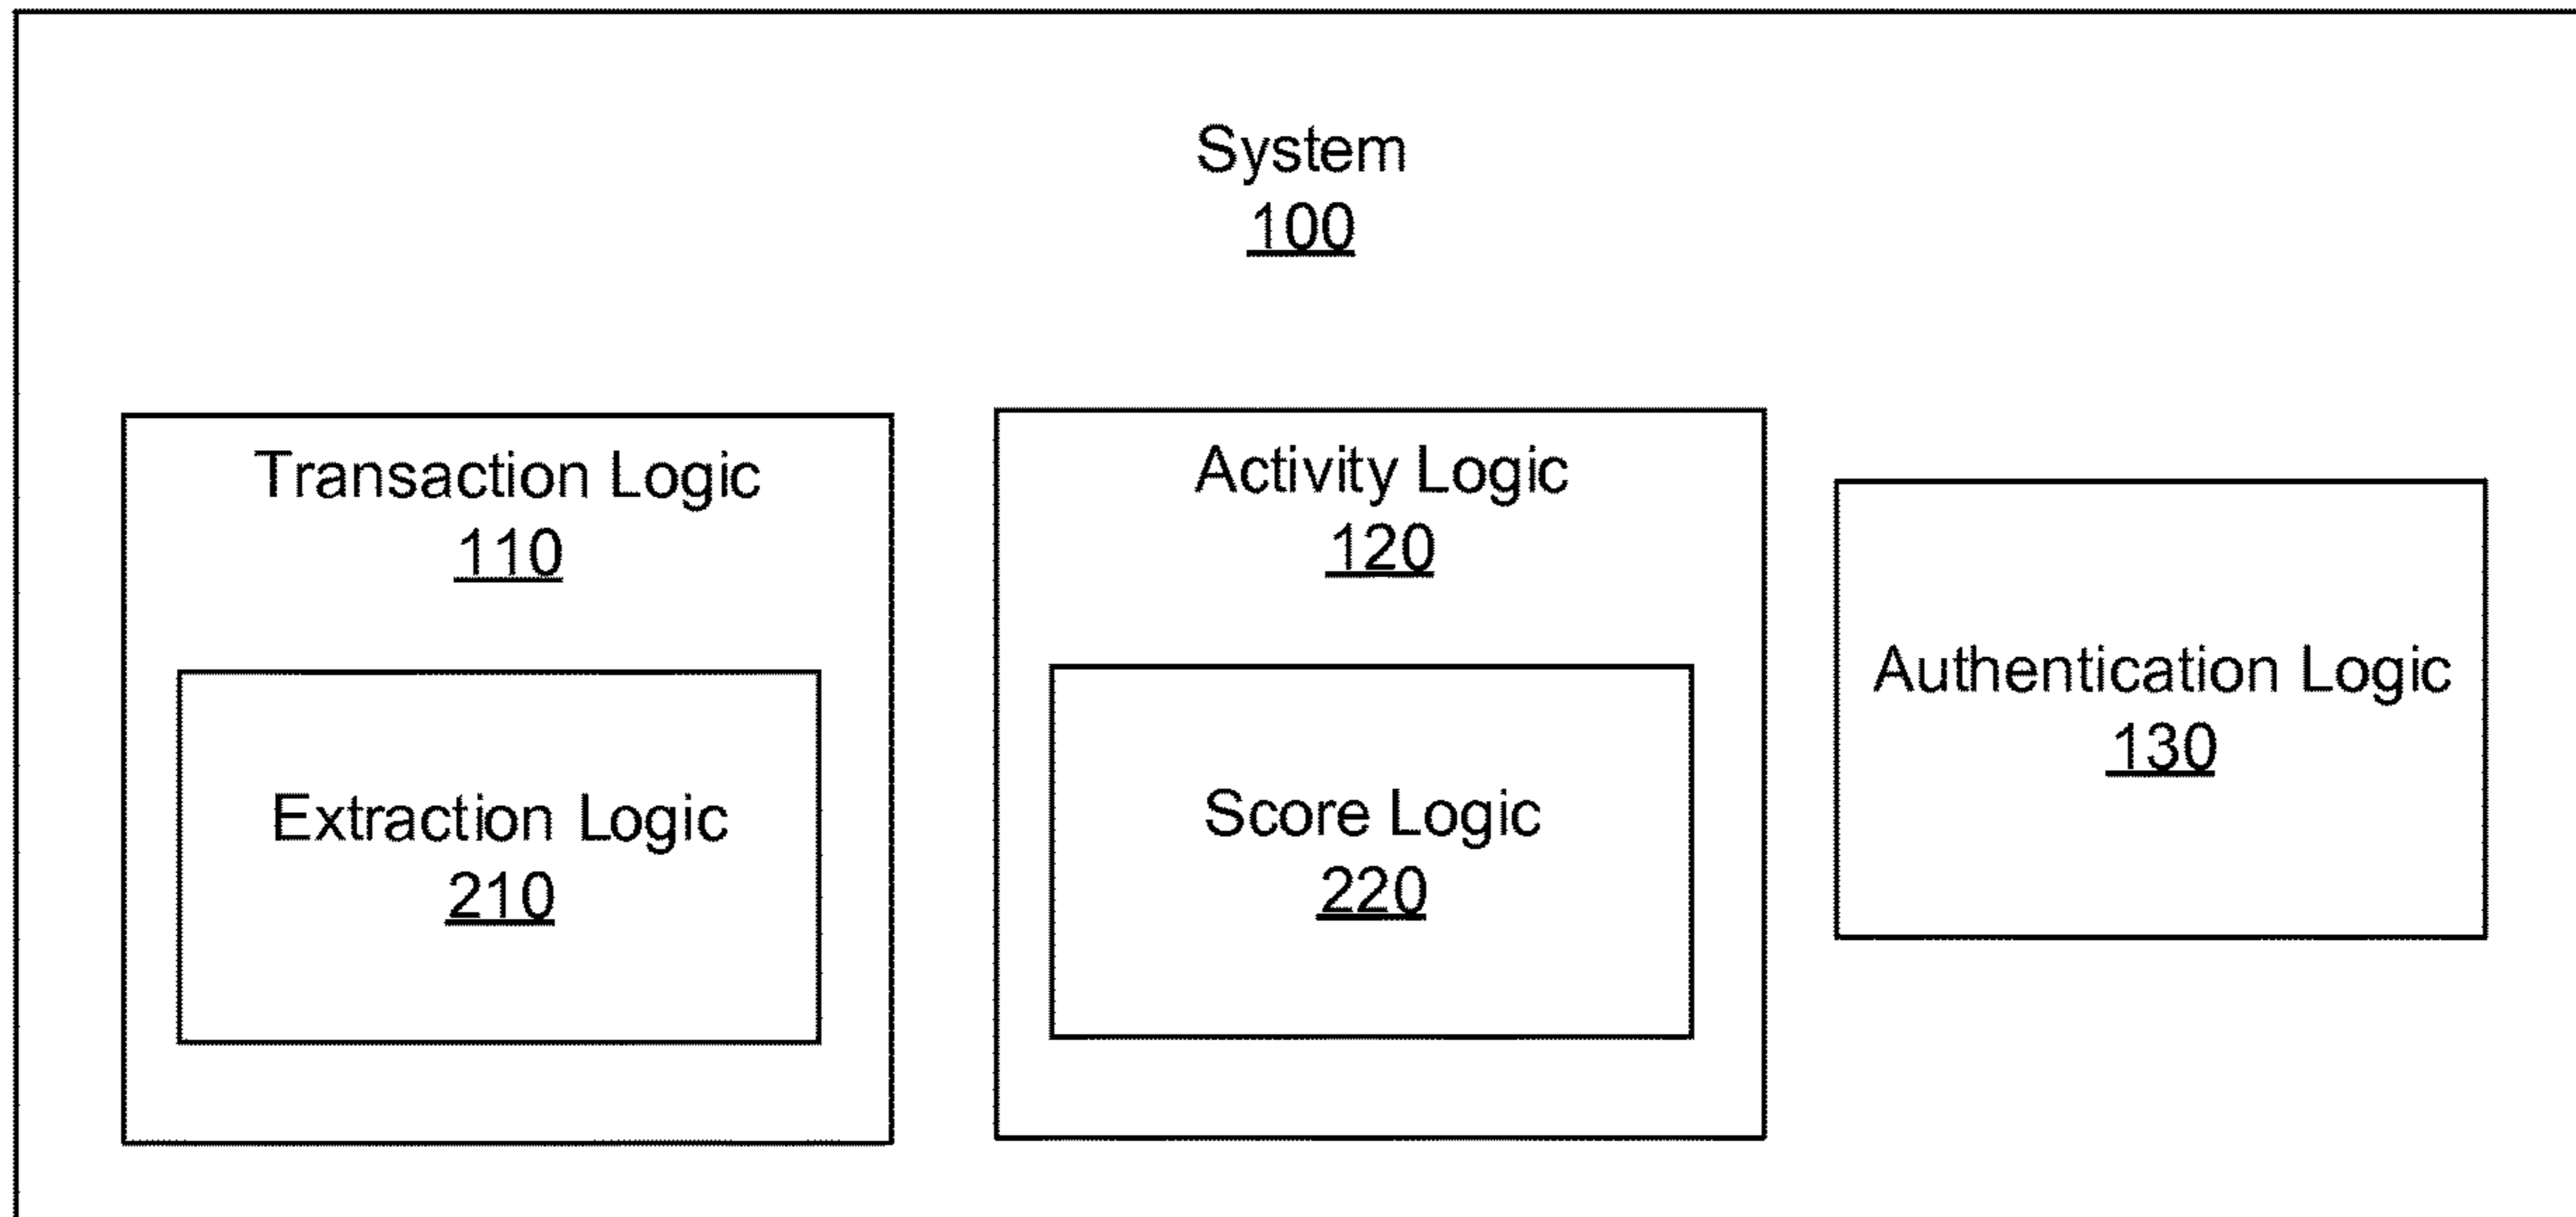 System
100
Transaction Logic
110
Extraction Logic
210
Activity Logic
120
Score Logic
220
Authentication Logic
130